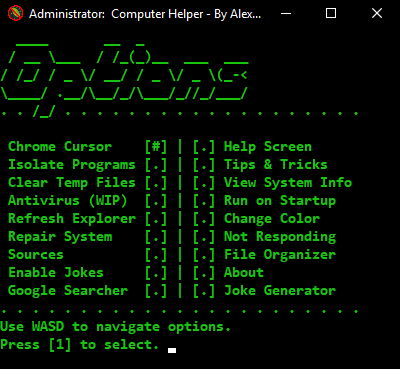 Administrator:  Computer Helper - By Alex...
Options
Chrome Cursor    [#] | [.] Help Screen
Isolate Programs [.] | [.] Tips & Tricks
Clear Temp Files [.] | [.] View System Info
Antivirus (WIP)  [.] | [.] Run on Startup
Refresh Explorer [.] | [.] Change Color
Repair System    [.] | [.] Not Responding
Sources          [.] | [.] File Organizer
Enable Jokes     [.] | [.] About
Google Searcher  [.] | [.] Joke Generator
Use WASD to navigate options.
Press [1] to select.